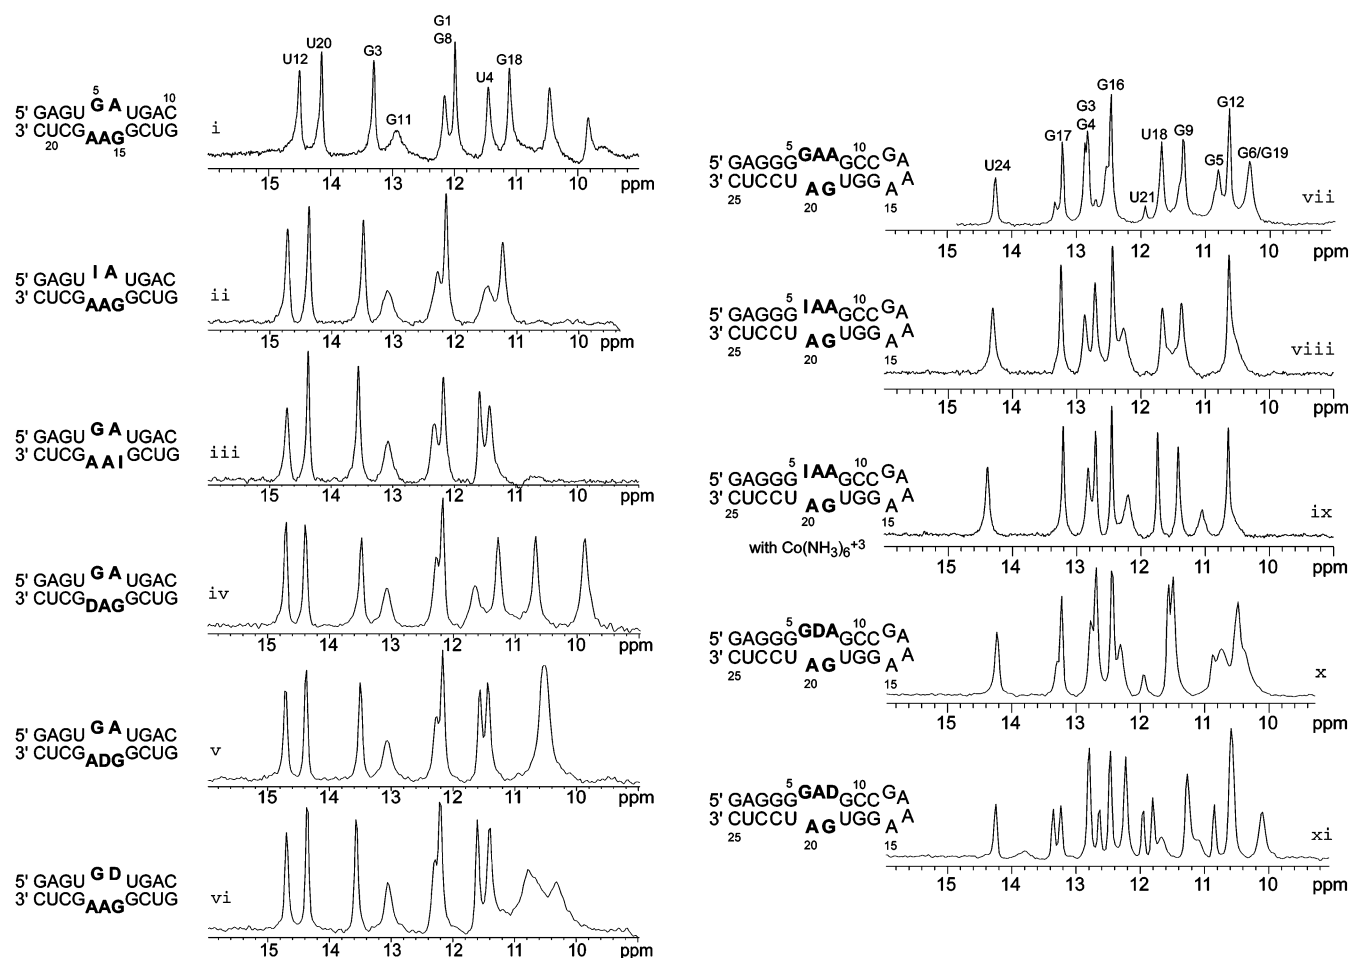 U12 U20 G3 G11 G1 G8 U4 G18
5 10
5' GAGU G A UGAC
3' CUCG AAG GCUG
20 15
i
15 14 13 12 11 10 ppm
5' GAGU I A UGAC
3' CUCG AAG GCUG
ii
15 14 13 12 11 ppm
5' GAGU G A UGAC
3' CUCG A A I GCUG
iii
15 14 13 12 11 10 ppm
5' GAGU G A UGAC
3' CUCG DAG GCUG
iv
15 14 13 12 11 10 ppm
5' GAGU G A UGAC
3' CUCG ADG GCUG
v
15 14 13 12 11 10 ppm
5' GAGU G D UGAC
3' CUCG AAG GCUG
vi
15 14 13 12 11 10 ppm
U24 G17 G3 G4 G16 U21 U18 G9 G5 G12 G6/G19
5 10
5' GAGGG GAA GCC G A
3' CUCCU AG UGG A A
25 20 15
vii
15 14 13 12 11 10 ppm
5 10
5' GAGGG IAA GCC G A
3' CUCCU AG UGG A A
25 20 15
viii
15 14 13 12 11 10 ppm
5 10
5' GAGGG IAA GCC G A
3' CUCCU AG UGG A A
25 20 15
with Co(NH3)6+3
ix
15 14 13 12 11 10 ppm
5 10
5' GAGGG GDA GCC G A
3' CUCCU AG UGG A A
25 20 15
x
15 14 13 12 11 10 ppm
5 10
5' GAGGG GAD GCC G A
3' CUCCU AG UGG A A
25 20 15
xi
15 14 13 12 11 10 ppm